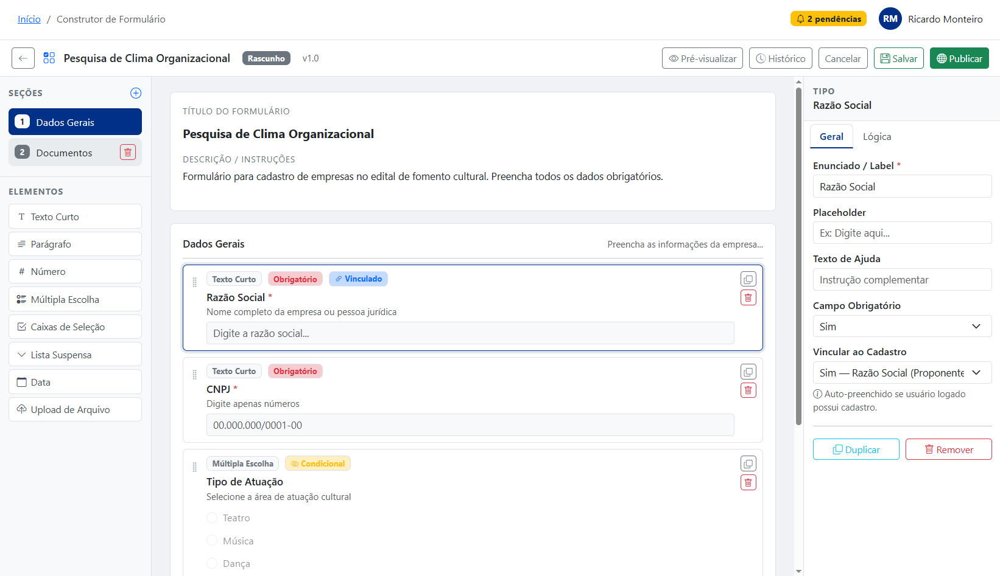 Início / Construtor de Formulário
2 pendências
RM Ricardo Monteiro
Pesquisa de Clima Organizacional Rascunho v1.0
Pré-visualizar Histórico Cancelar Salvar Publicar
SEÇÕES
1 Dados Gerais
2 Documentos
ELEMENTOS
T Texto Curto
Parágrafo
# Número
Múltipla Escolha
Caixas de Seleção
Lista Suspensa
Data
Upload de Arquivo
TÍTULO DO FORMULÁRIO
Pesquisa de Clima Organizacional
DESCRIÇÃO / INSTRUÇÕES
Formulário para cadastro de empresas no edital de fomento cultural. Preencha todos os dados obrigatórios.
Dados Gerais Preencha as informações da empresa...
Texto Curto Obrigatório Vinculado
Razão Social *
Nome completo da empresa ou pessoa jurídica
Digite a razão social...
Texto Curto Obrigatório
CNPJ *
Digite apenas números
00.000.000/0001-00
Múltipla Escolha Condicional
Tipo de Atuação
Selecione a área de atuação cultural
Teatro
Música
Dança
TIPO
Razão Social
Geral Lógica
Enunciado / Label *
Razão Social
Placeholder
Ex: Digite aqui...
Texto de Ajuda
Instrução complementar
Campo Obrigatório
Sim
Vincular ao Cadastro
Sim — Razão Social (Proponente
Auto-preenchido se usuário logado
possui cadastro.
Duplicar Remover